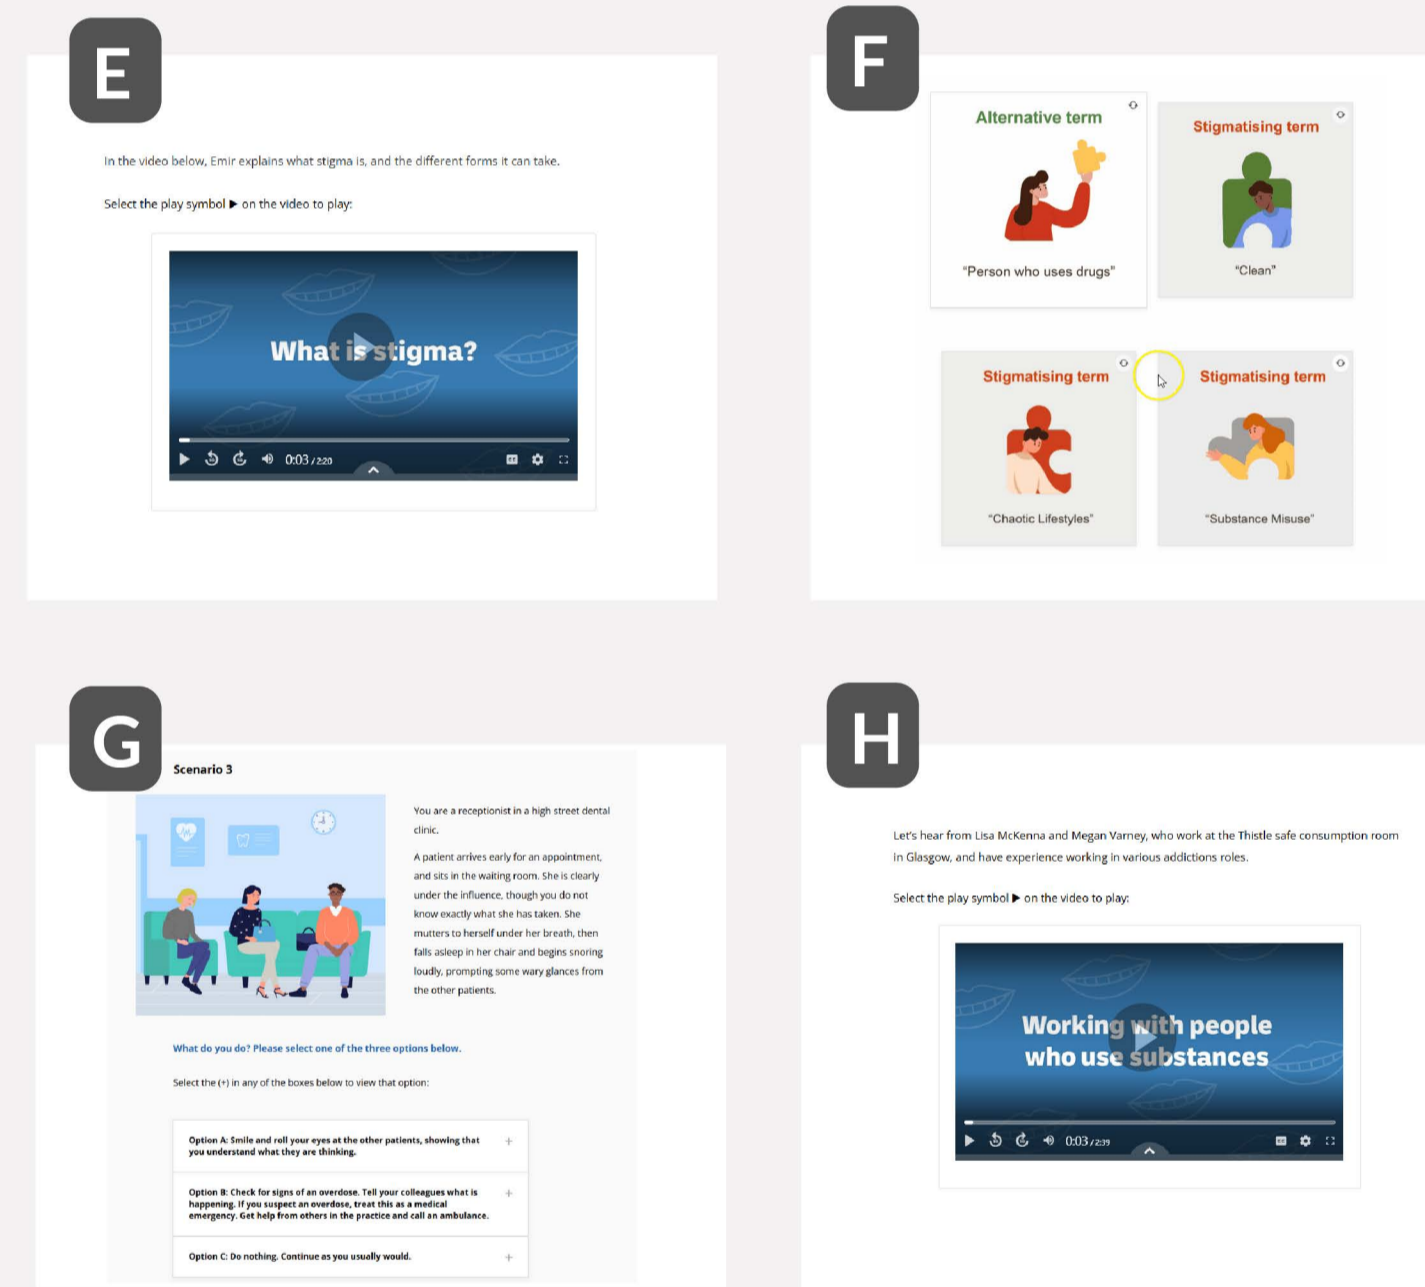 E
In the video below, Emir explains what stigma is, and the different forms it can take.
Select the play symbol ▶ on the video to play:
What is stigma?
0:03 / 2:20
F
Alternative term
"Person who uses drugs"
Stigmatising term
"Clean"
Stigmatising term
"Chaotic Lifestyles"
Stigmatising term
"Substance Misuse"
G
Scenario 3
You are a receptionist in a high street dental
clinic.
A patient arrives early for an appointment,
and sits in the waiting room. She is clearly
under the influence, though you do not
know exactly what she has taken. She
mutters to herself under her breath, then
falls asleep in her chair and begins snoring
loudly, prompting some wary glances from
the other patients.
What do you do? Please select one of the three options below.
Select the (+) in any of the boxes below to view that option:
Option A: Smile and roll your eyes at the other patients, showing that
you understand what they are thinking.
Option B: Check for signs of an overdose. Tell your colleagues what is
happening. If you suspect an overdose, treat this as a medical
emergency. Get help from others in the practice and call an ambulance.
Option C: Do nothing. Continue as you usually would.
H
Let's hear from Lisa McKenna and Megan Varney, who work at the Thistle safe consumption room
in Glasgow, and have experience working in various addictions roles.
Select the play symbol ▶ on the video to play:
Working with people
who use substances
0:03 / 2:39